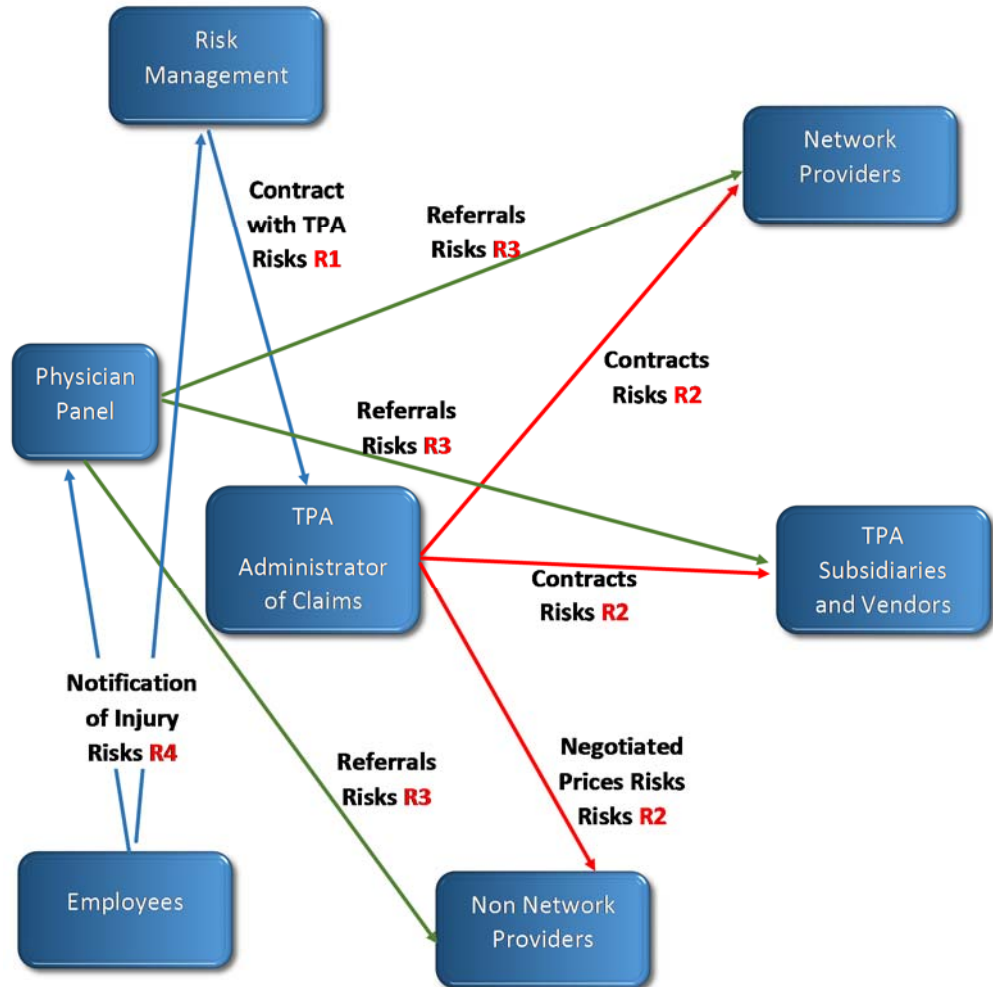 Risk
Management
Network
Providers
Contract
with TPA
Risks R1
Referrals
Risks R3
Physician
Panel
Contracts
Risks R2
Referrals
Risks R3
TPA
Administrator
of Claims
TPA
Subsidiaries
and Vendors
Contracts
Risks R2
Notification
of Injury
Risks R4
Referrals
Risks R3
Negotiated
Prices Risks
Risks R2
Employees
Non Network
Providers